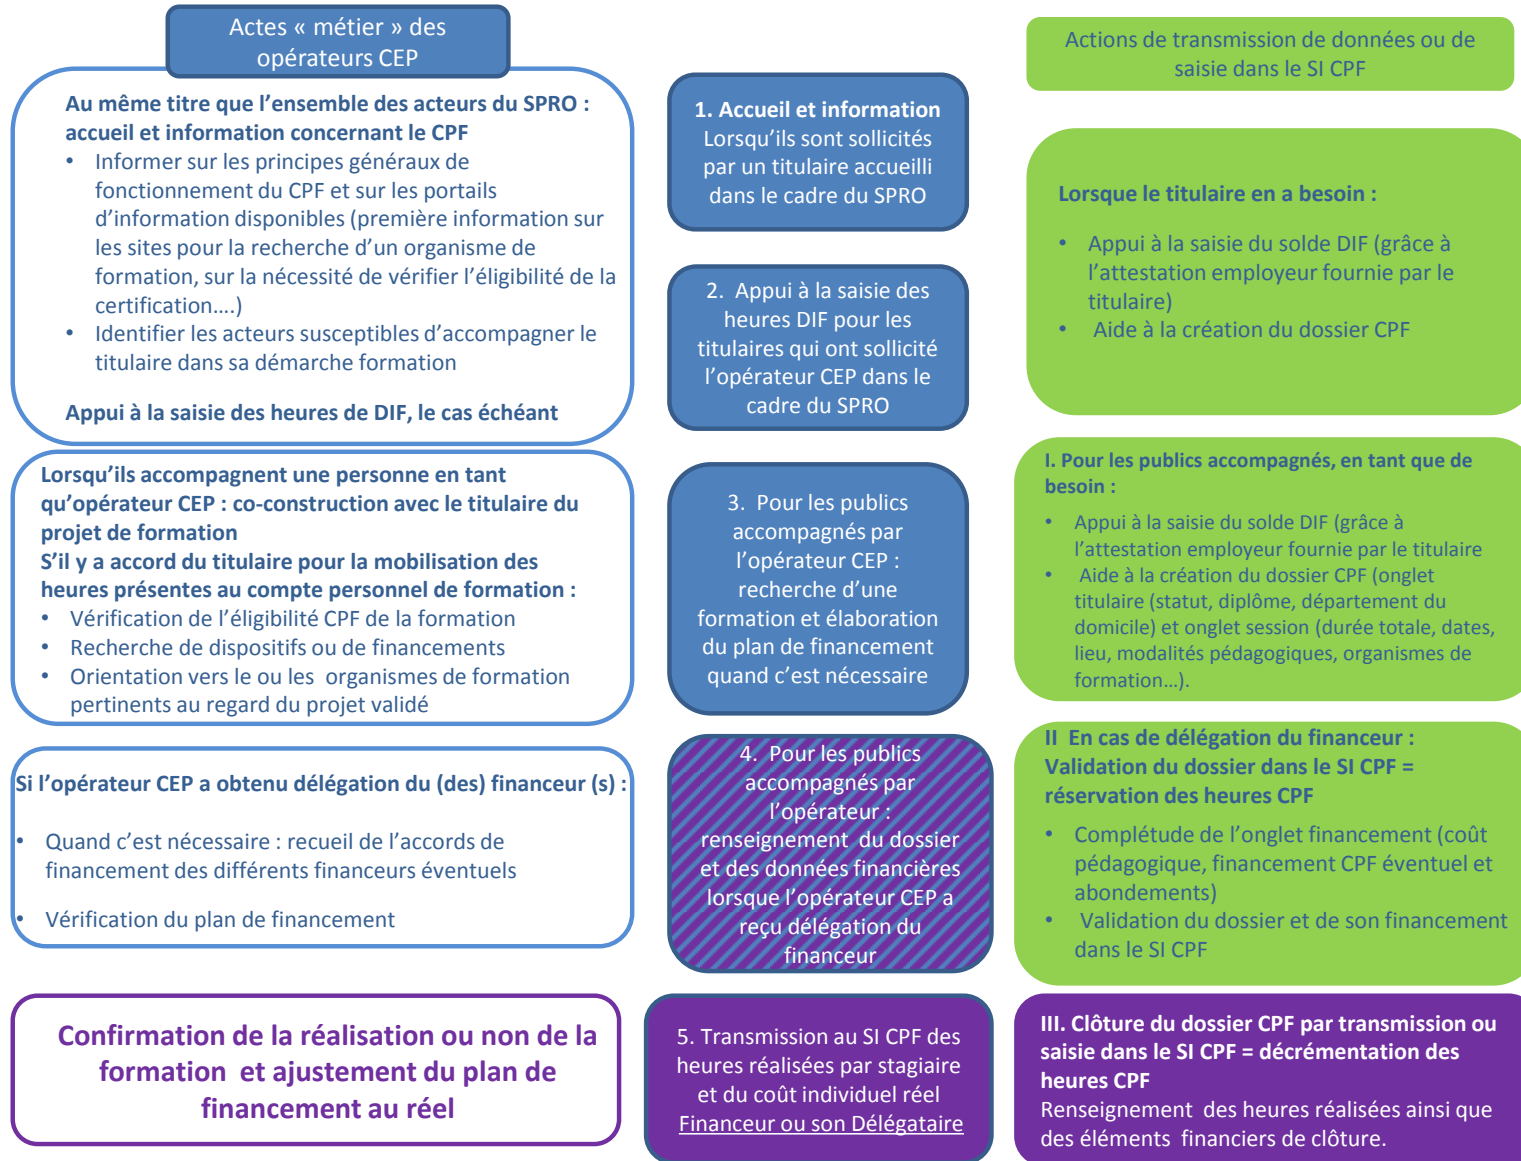 Actes « métier » des
opérateurs CEP
Au même titre que l’ensemble des acteurs du SPRO :
accueil et information concernant le CPF
• Informer sur les principes généraux de
fonctionnement du CPF et sur les portails
d’information disponibles (première information sur
les sites pour la recherche d’un organisme de
formation, sur la nécessité de vérifier l’éligibilité de la
certification….)
• Identifier les acteurs susceptibles d’accompagner le
titulaire dans sa démarche formation
Appui à la saisie des heures de DIF, le cas échéant
Lorsqu’ils accompagnent une personne en tant
qu’opérateur CEP : co-construction avec le titulaire du
projet de formation
S’il y a accord du titulaire pour la mobilisation des
heures présentes au compte personnel de formation :
• Vérification de l’éligibilité CPF de la formation
• Recherche de dispositifs ou de financements
• Orientation vers le ou les organismes de formation
pertinents au regard du projet validé
Si l’opérateur CEP a obtenu délégation du (des) financeur (s) :
• Quand c’est nécessaire : recueil de l’accords de
financement des différents financeurs éventuels
• Vérification du plan de financement
Confirmation de la réalisation ou non de la
formation et ajustement du plan de
financement au réel
1. Accueil et information
Lorsqu’ils sont sollicités
par un titulaire accueilli
dans le cadre du SPRO
2. Appui à la saisie des
heures DIF pour les
titulaires qui ont sollicité
l’opérateur CEP dans le
cadre du SPRO
3. Pour les publics
accompagnés par
l’opérateur CEP :
recherche d’une
formation et élaboration
du plan de financement
quand c’est nécessaire
4. Pour les publics
accompagnés par
l’opérateur :
renseignement du dossier
et des données financières
lorsque l’opérateur CEP a
reçu délégation du
financeur
5. Transmission au SI CPF des
heures réalisées par stagiaire
et du coût individuel réel
Financeur ou son Délégataire
Actions de transmission de données ou de
saisie dans le SI CPF
Lorsque le titulaire en a besoin :
• Appui à la saisie du solde DIF (grâce à
l’attestation employeur fournie par le
titulaire)
• Aide à la création du dossier CPF
I. Pour les publics accompagnés, en tant que de
besoin :
• Appui à la saisie du solde DIF (grâce à
l’attestation employeur fournie par le titulaire
• Aide à la création du dossier CPF (onglet
titulaire (statut, diplôme, département du
domicile) et onglet session (durée totale, dates,
lieu, modalités pédagogiques, organismes de
formation…).
II En cas de délégation du financeur :
Validation du dossier dans le SI CPF =
réservation des heures CPF
• Complétude de l’onglet financement (coût
pédagogique, financement CPF éventuel et
abondements)
• Validation du dossier et de son financement
dans le SI CPF
III. Clôture du dossier CPF par transmission ou
saisie dans le SI CPF = décrémentation des
heures CPF
Renseignement des heures réalisées ainsi que
des éléments financiers de clôture.